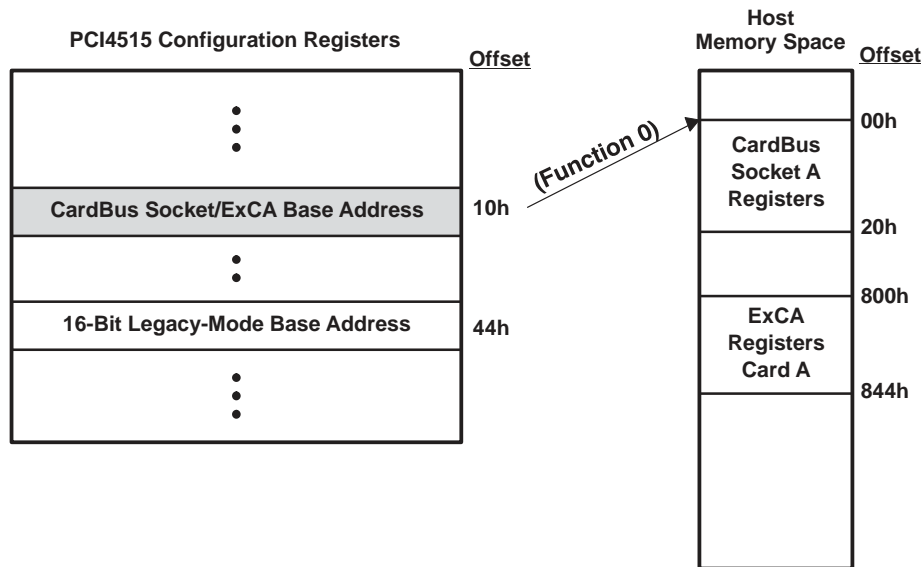 PCI4515 Configuration Registers
Offset
CardBus Socket/ExCA Base Address
10h
16-Bit Legacy-Mode Base Address
44h
(Function 0)
Host
Memory Space
Offset
00h
CardBus
Socket A
Registers
20h
800h
ExCA
Registers
Card A
844h